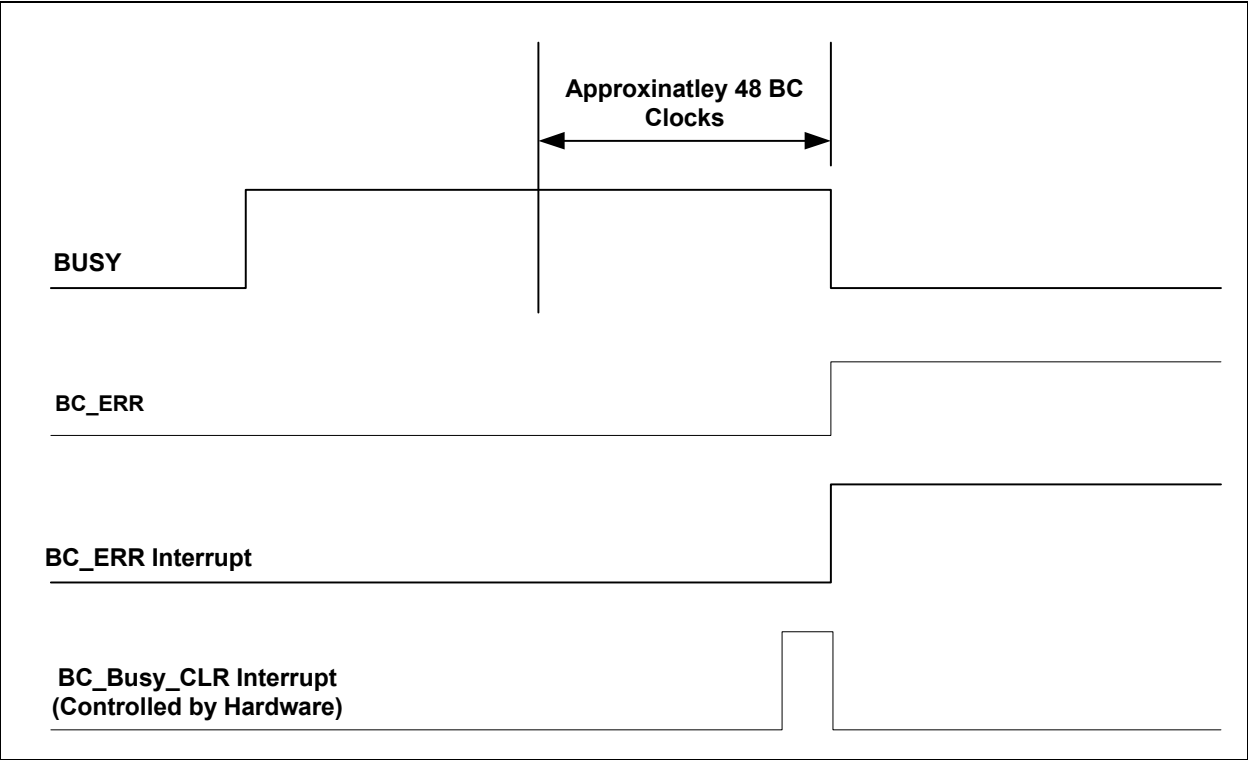 Approxinatley 48 BC
Clocks
BUSY
BC_ERR
BC_ERR Interrupt
BC_Busy_CLR Interrupt
(Controlled by Hardware)